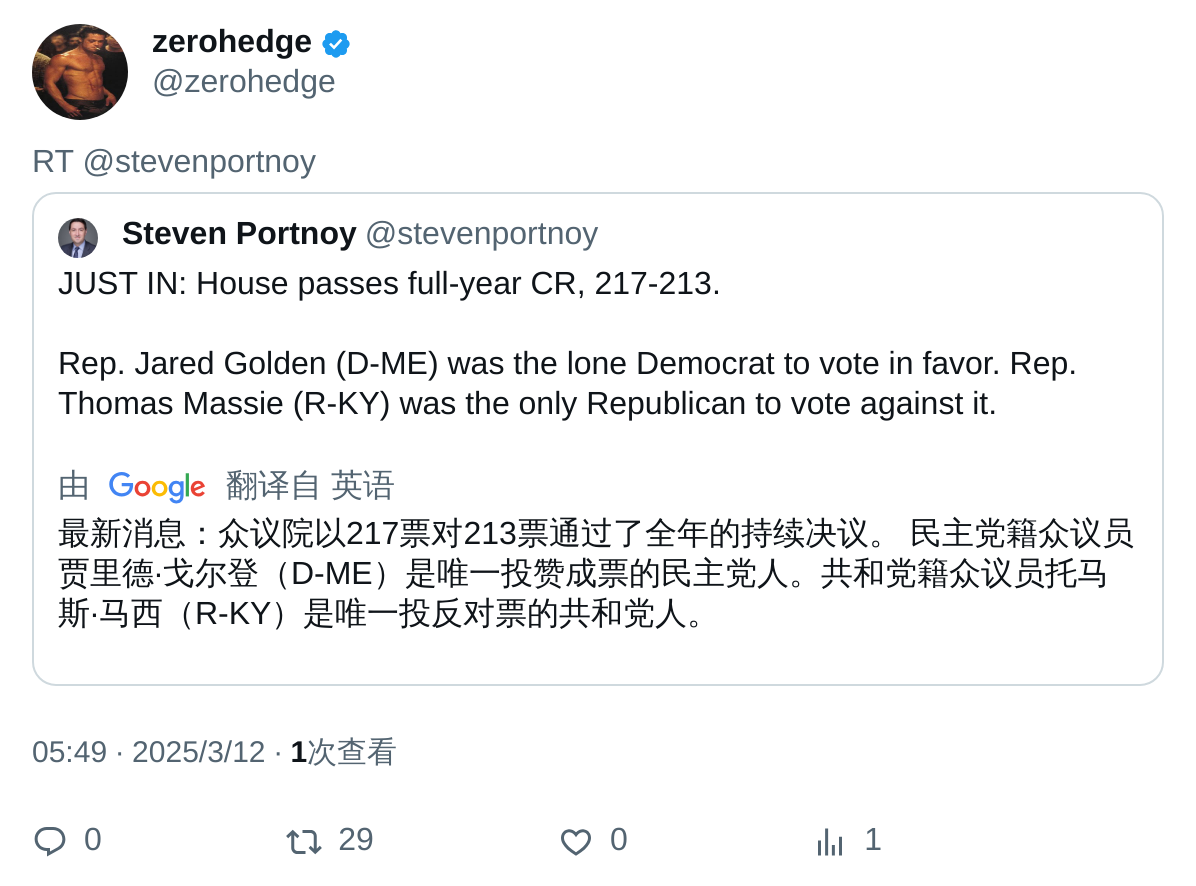 zerohedge
@zerohedge
RT @stevenportnoy
Steven Portnoy @stevenportnoy
JUST IN: House passes full-year CR, 217-213.
Rep. Jared Golden (D-ME) was the lone Democrat to vote in favor. Rep.
Thomas Massie (R-KY) was the only Republican to vote against it.
由 Google 翻译自 英语
最新消息：众议院以217票对213票通过了全年的持续决议。 民主党籍众议员
贾里德·戈尔登（D-ME）是唯一投赞成票的民主党人。共和党籍众议员托马
斯·马西（R-KY）是唯一投反对票的共和党人。
05:49 · 2025/3/12 · 1次查看
0 29 0 1